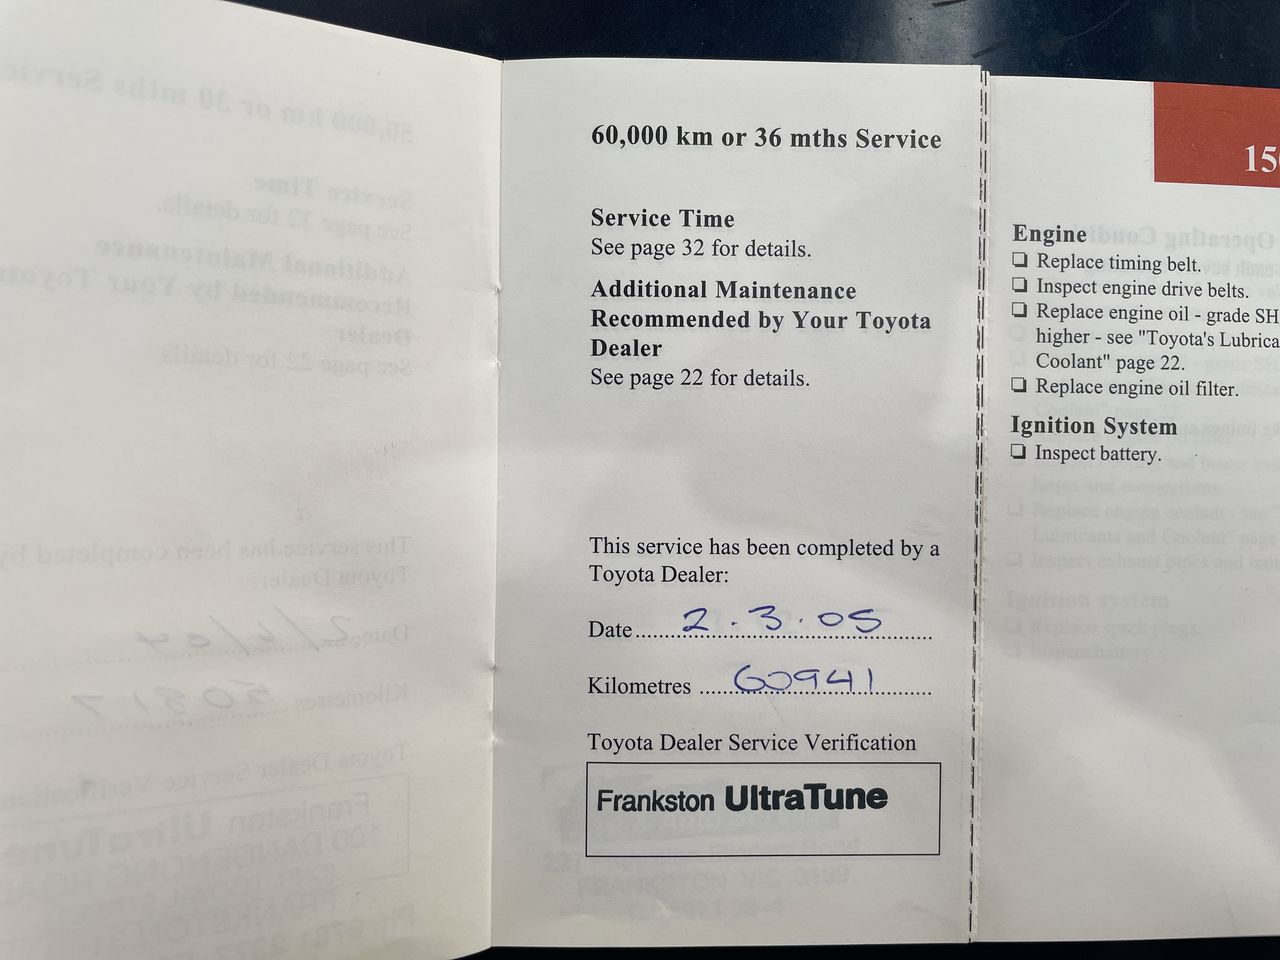 60,000 km or 36 mths Service
Service Time
See page 32 for details.
Additional Maintenance
Recommended by Your Toyota
Dealer
See page 22 for details.
This service has been completed by a
Toyota Dealer:
Date 2.3.05
Kilometres 60941
Toyota Dealer Service Verification
Frankston UltraTune
Engine
❏ Replace timing belt.
❏ Inspect engine drive belts.
❏ Replace engine oil - grade SH
higher - see "Toyota's Lubrica
Coolant" page 22.
❏ Replace engine oil filter.
Ignition System
❏ Inspect battery.